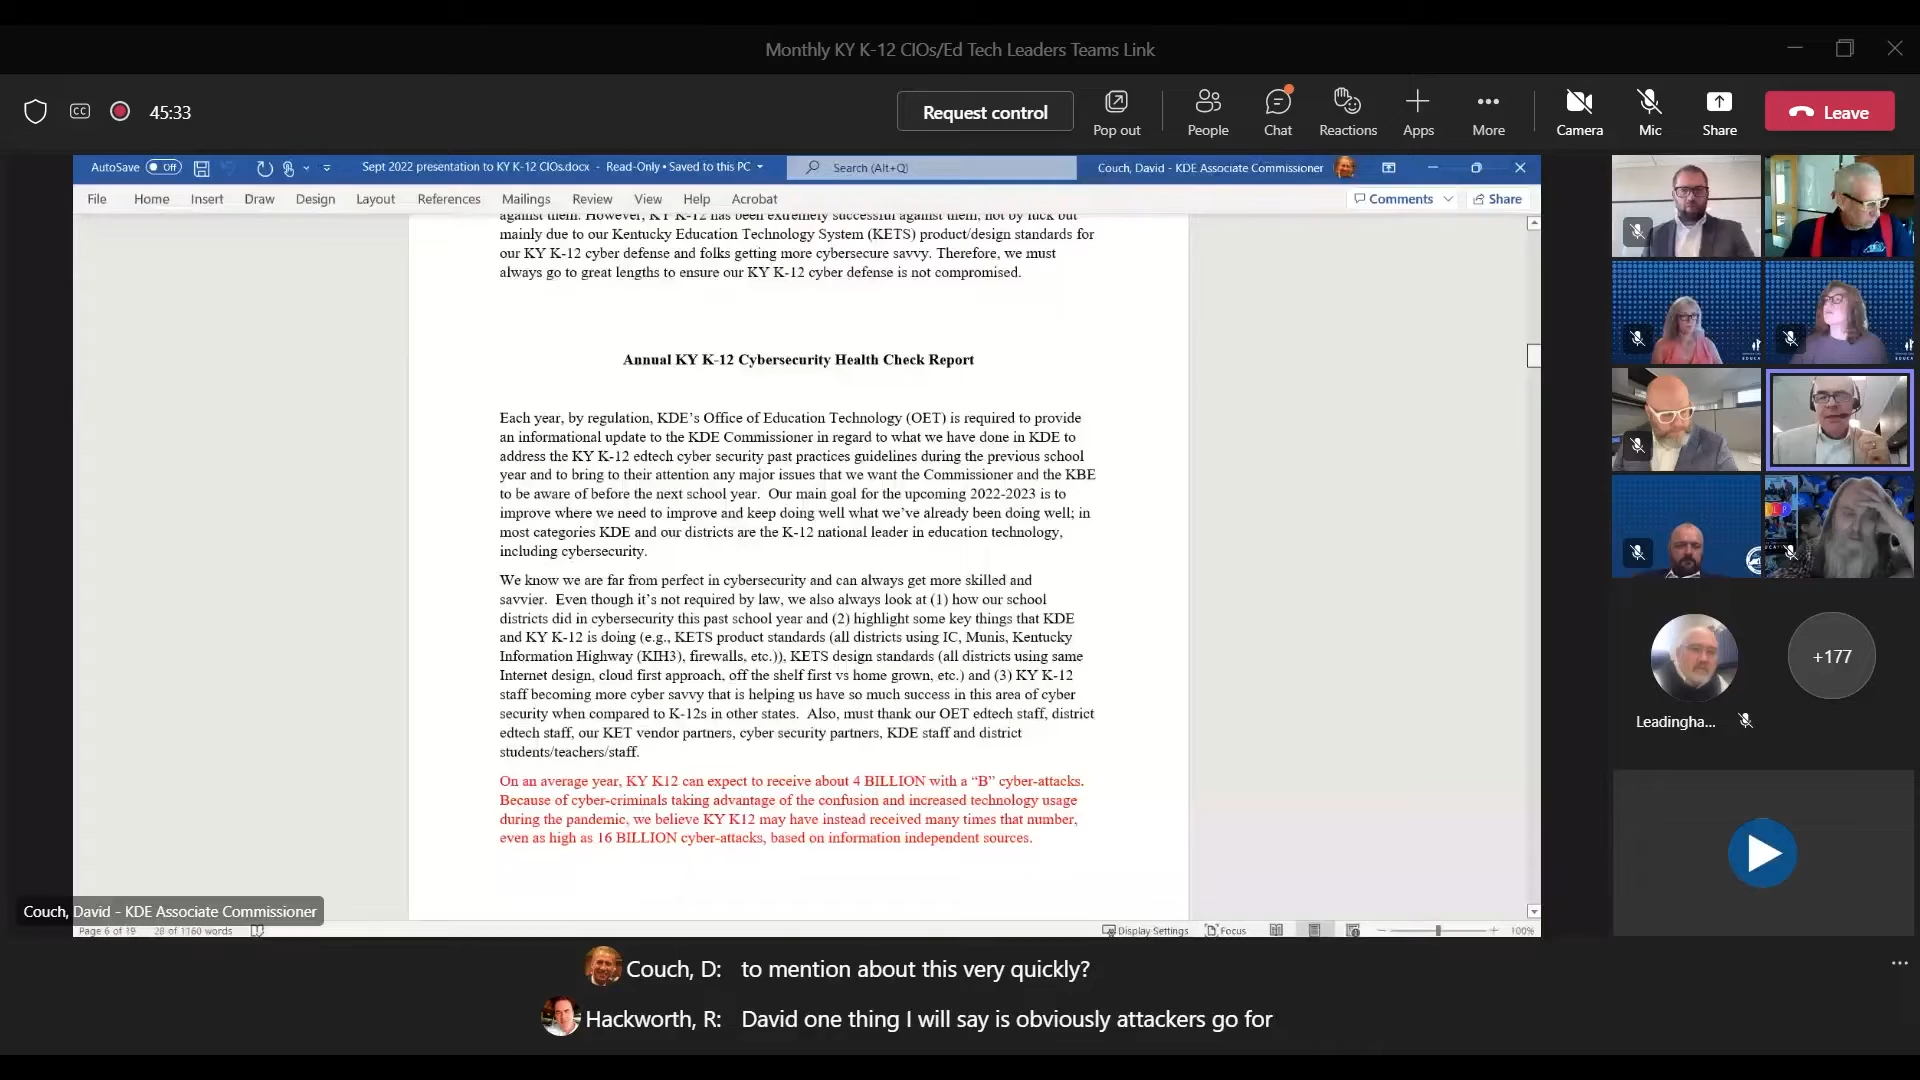 Monthly KY K-12 CIOs/Ed Tech Leaders Teams Link
CC
45:33
Request control
Pop out
People
Chat
Reactions
Apps
More
Camera
Mic
Share
Leave
AutoSave Off
Sept 2022 presentation to KY K-12 CIOs.docx - Read-Only • Saved to this PC
Search (Alt+Q)
Couch, David - KDE Associate Commissioner
File Home Insert Draw Design Layout References Mailings Review View Help Acrobat
Comments
Share
against them. However, KY K-12 has been extremely successful against them, not by luck but
mainly due to our Kentucky Education Technology System (KETS) product/design standards for
our KY K-12 cyber defense and folks getting more cybersecure savvy. Therefore, we must
always go to great lengths to ensure our KY K-12 cyber defense is not compromised.
Annual KY K-12 Cybersecurity Health Check Report
Each year, by regulation, KDE's Office of Education Technology (OET) is required to provide
an informational update to the KDE Commissioner in regard to what we have done in KDE to
address the KY K-12 edtech cyber security past practices guidelines during the previous school
year and to bring to their attention any major issues that we want the Commissioner and the KBE
to be aware of before the next school year. Our main goal for the upcoming 2022-2023 is to
improve where we need to improve and keep doing well what we've already been doing well; in
most categories KDE and our districts are the K-12 national leader in education technology,
including cybersecurity.
We know we are far from perfect in cybersecurity and can always get more skilled and
savvier. Even though it's not required by law, we also always look at (1) how our school
districts did in cybersecurity this past school year and (2) highlight some key things that KDE
and KY K-12 is doing (e.g., KETS product standards (all districts using IC, Munis, Kentucky
Information Highway (KIH3), firewalls, etc.)), KETS design standards (all districts using same
Internet design, cloud first approach, off the shelf first vs home grown, etc.) and (3) KY K-12
staff becoming more cyber savvy that is helping us have so much success in this area of cyber
security when compared to K-12s in other states. Also, must thank our OET edtech staff, district
edtech staff, our KET vendor partners, cyber security partners, KDE staff and district
students/teachers/staff.
On an average year, KY K12 can expect to receive about 4 BILLION with a “B” cyber-attacks.
Because of cyber-criminals taking advantage of the confusion and increased technology usage
during the pandemic, we believe KY K12 may have instead received many times that number,
even as high as 16 BILLION cyber-attacks, based on information independent sources.
+177
Leadingha...
Couch, David - KDE Associate Commissioner
Page 6 of 19 28 of 1160 words
Display Settings Focus
100%
Couch, D: to mention about this very quickly?
Hackworth, R: David one thing I will say is obviously attackers go for